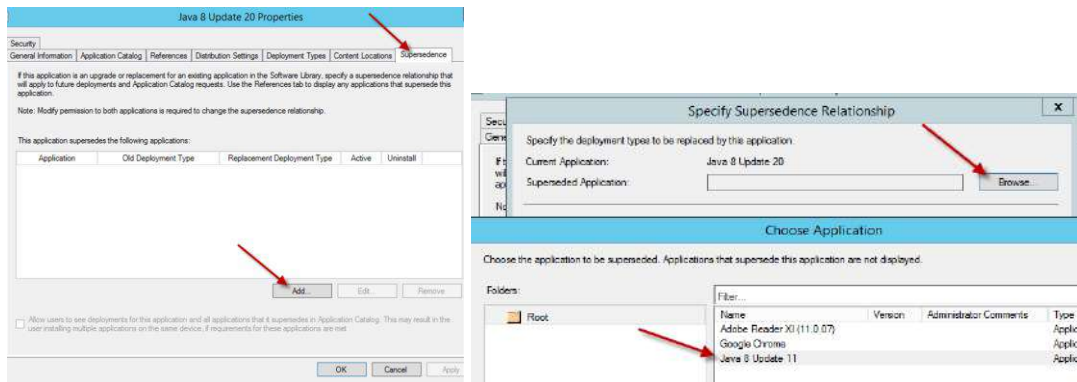 Java 8 Update 20 Properties
Security
General Information Application Catalog References Distribution Settings Deployment Types Content Locations Supersedence
If this application is an upgrade or replacement for an existing application in the Software Library, specify a supersedence relationship that
will apply to future deployments and Application Catalog requests. Use the References tab to display any applications that supersede this
application.
Note: Modify permission to both applications is required to change the supersedence relationship.
This application supersedes the following applications:
Application Old Deployment Type Replacement Deployment Type Active Uninstall
Add... Edit... Remove
Allow users to see deployments for this application and all applications that it supersedes in Application Catalog. This may result in the
user installing multiple applications on the same device, if requirements for these applications are met
OK Cancel Apply
Specify Supersedence Relationship
x
Secu
Gene
Specify the deployment types to be replaced by this application.
If t
Current Application: Java 8 Update 20
wil
ap
Superseded Application: Browse...
No
Choose Application
Choose the application to be superseded. Applications that supersede this application are not displayed.
Folders:
Filter...
Root
Name Version Administrator Comments Type
Adobe Reader XI (11.0.07) Applic
Google Chrome Applic
Java 8 Update 11 Applic